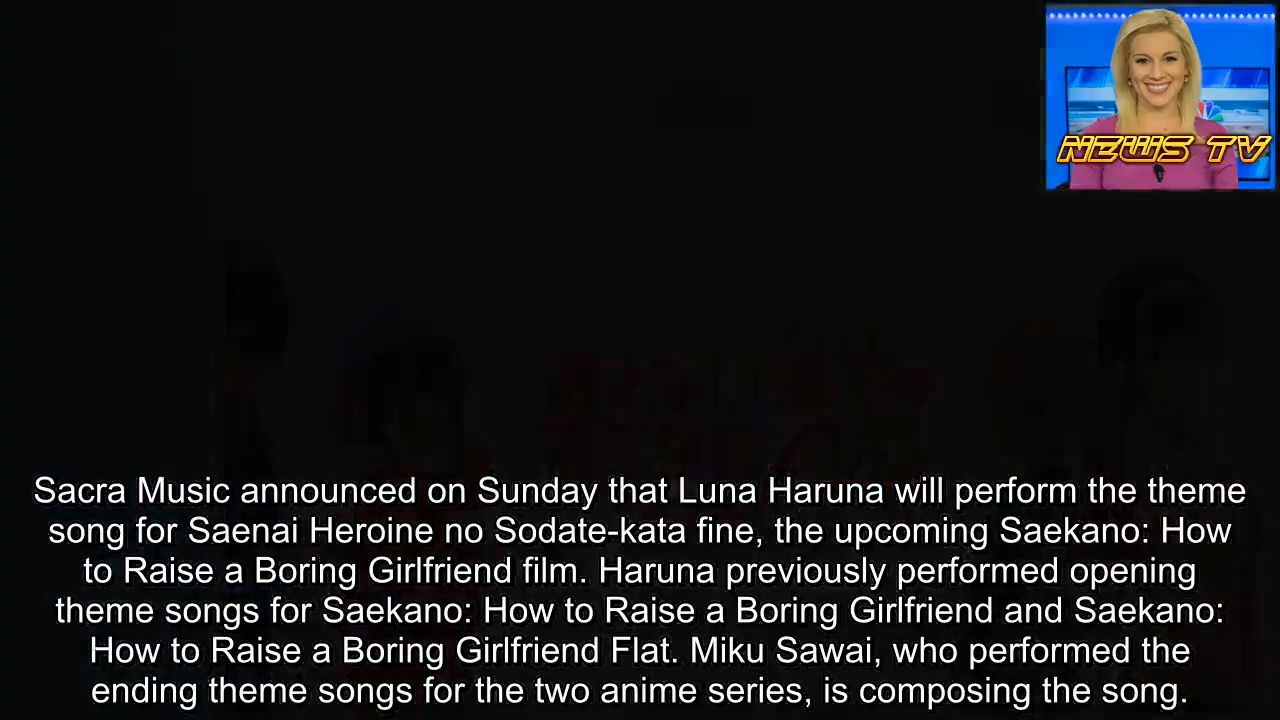 NEWS TV
Sacra Music announced on Sunday that Luna Haruna will perform the theme
song for Saenai Heroine no Sodate-kata fine, the upcoming Saekano: How
to Raise a Boring Girlfriend film. Haruna previously performed opening
theme songs for Saekano: How to Raise a Boring Girlfriend and Saekano:
How to Raise a Boring Girlfriend Flat. Miku Sawai, who performed the
ending theme songs for the two anime series, is composing the song.